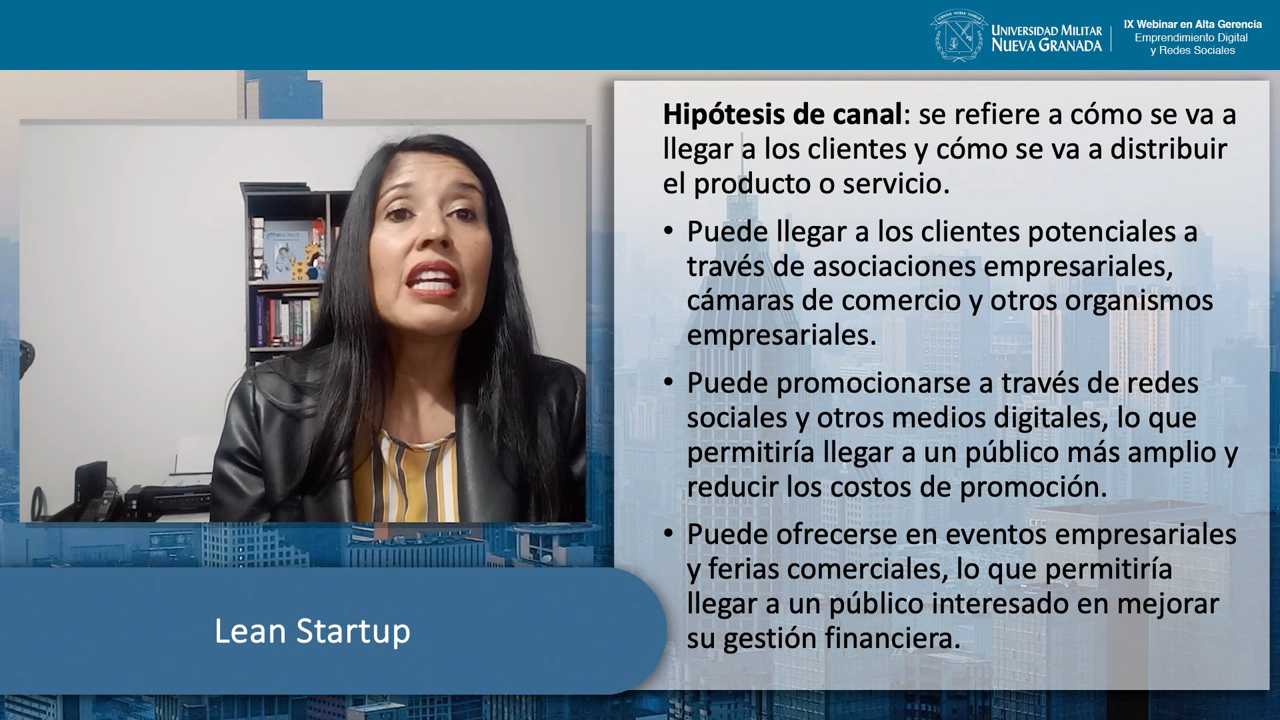 UNIVERSIDAD MILITAR
NUEVA GRANADA
IX Webinar en Alta Gerencia
Emprendimiento Digital
y Redes Sociales
Hipótesis de canal: se refiere a cómo se va a
llegar a los clientes y cómo se va a distribuir
el producto o servicio.
• Puede llegar a los clientes potenciales a
través de asociaciones empresariales,
cámaras de comercio y otros organismos
empresariales.
• Puede promocionarse a través de redes
sociales y otros medios digitales, lo que
permitiría llegar a un público más amplio y
reducir los costos de promoción.
• Puede ofrecerse en eventos empresariales
y ferias comerciales, lo que permitiría
llegar a un público interesado en mejorar
su gestión financiera.
Lean Startup